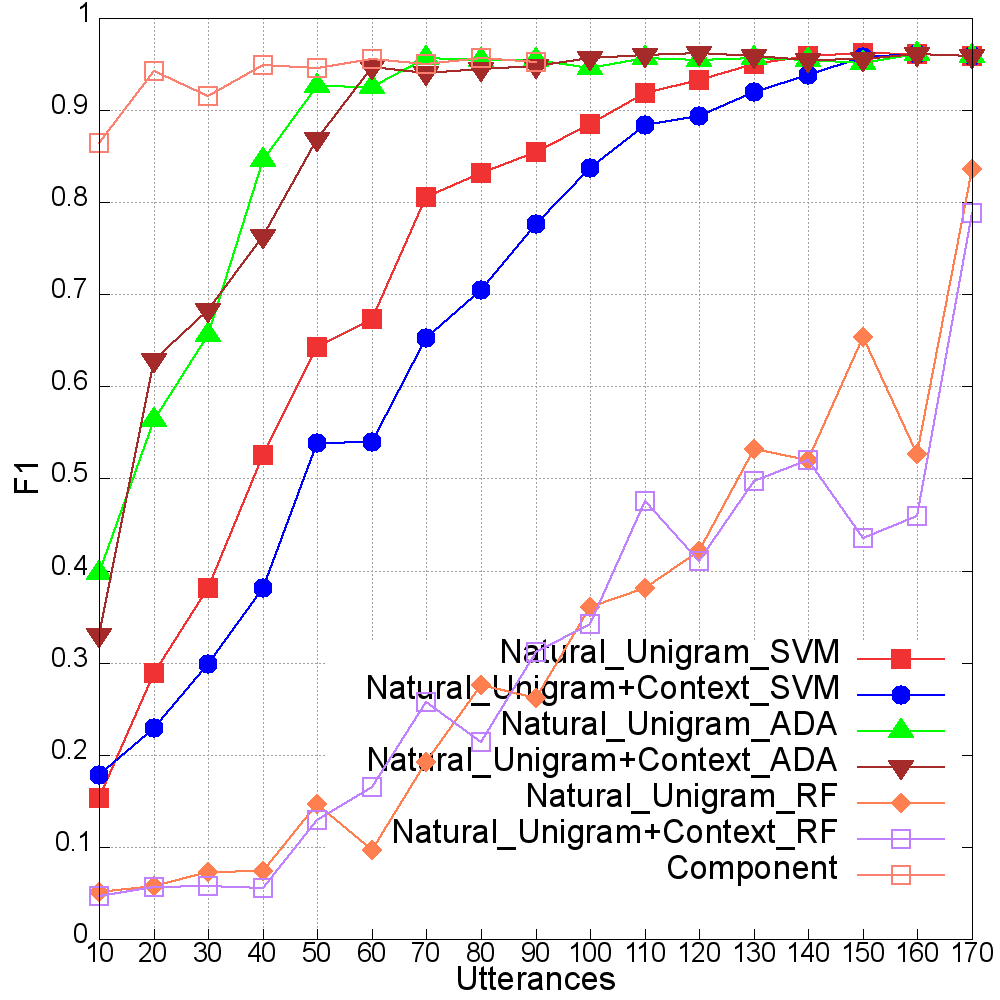 1
0.9
0.8
0.7
0.6
0.5
0.4
0.3
0.2
0.1
0
F1
Natural_Unigram_SVM
Natural_Unigram+Context_SVM
Natural_Unigram_ADA
Natural_Unigram+Context_ADA
Natural_Unigram_RF
Natural_Unigram+Context_RF
Component
10 20 30 40 50 60 70 80 90 100 110 120 130 140 150 160 170
Utterances